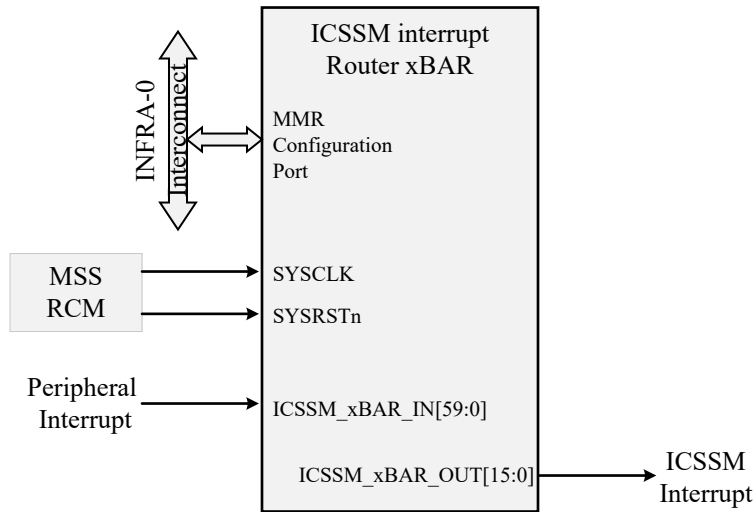 ICSSM interrupt
Router xBAR
INFRA-0
Interconnect
MMR
Configuration
Port
MSS
RCM
SYSCLK
SYSRSTn
Peripheral
Interrupt
ICSSM_xBAR_IN[59:0]
ICSSM_xBAR_OUT[15:0]
ICSSM
Interrupt